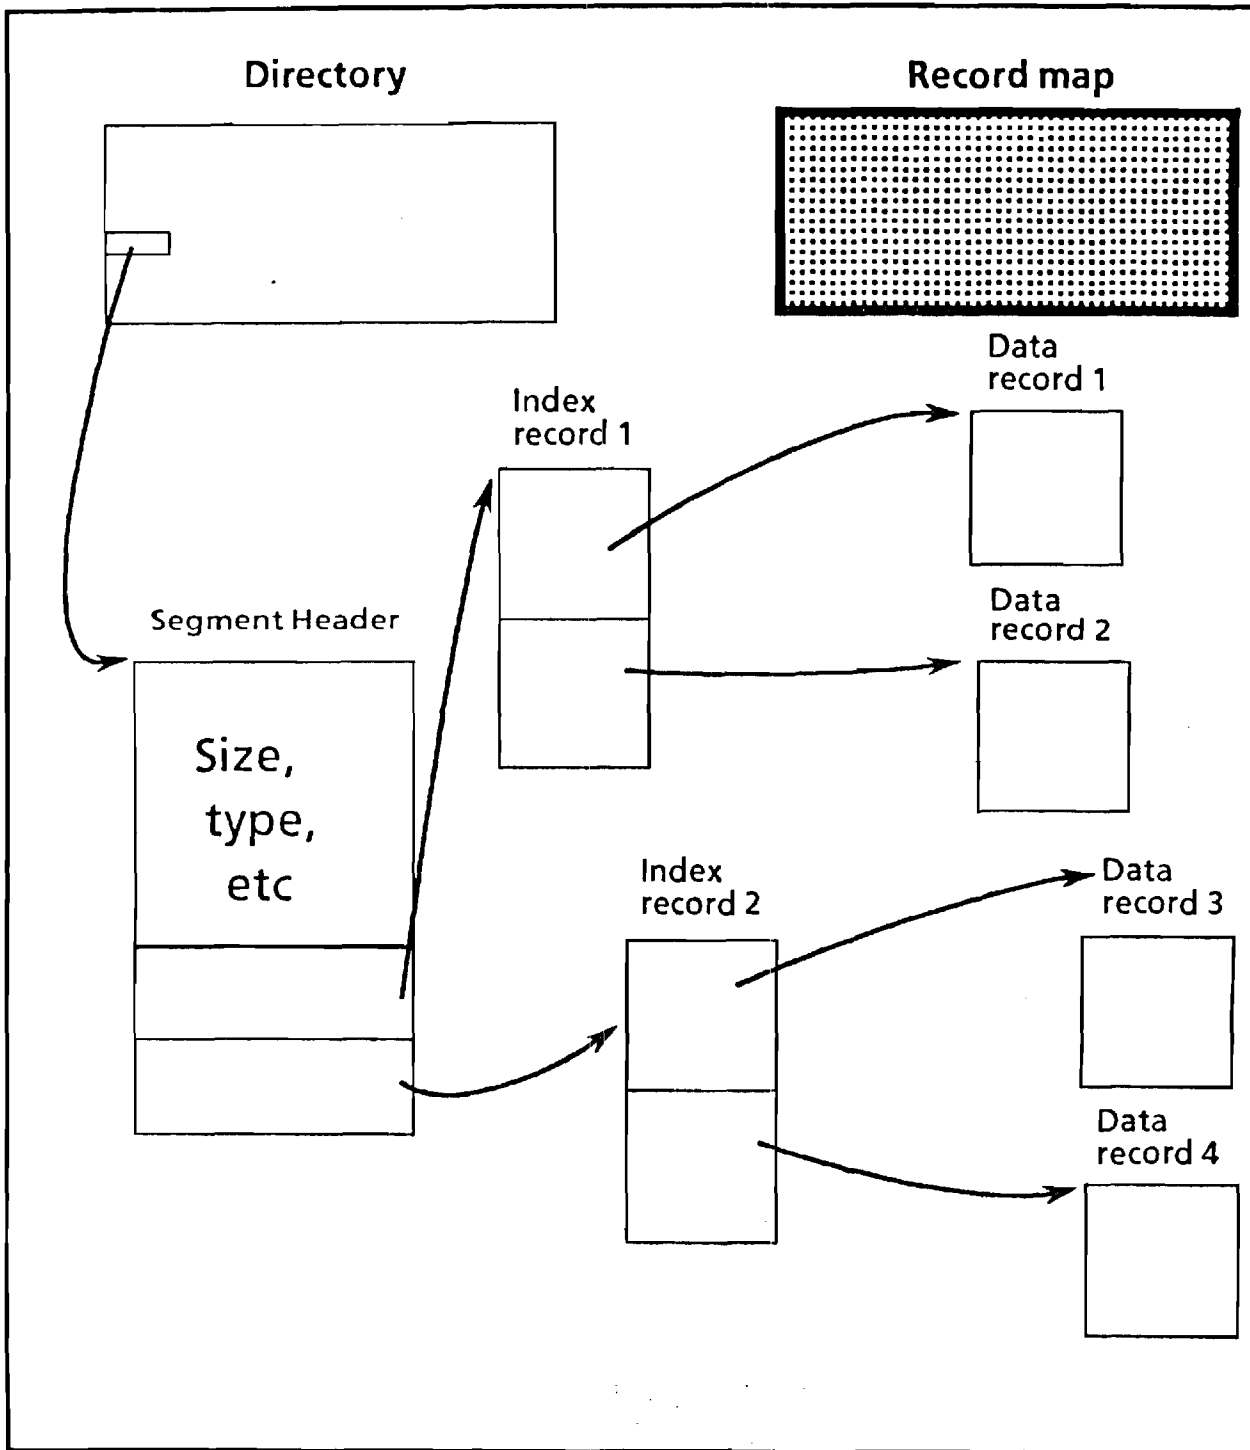 Directory
Record map
Data
record 1
Index
record 1
Data
record 2
Segment Header
Size,
type,
etc
Index
record 2
Data
record 3
Data
record 4